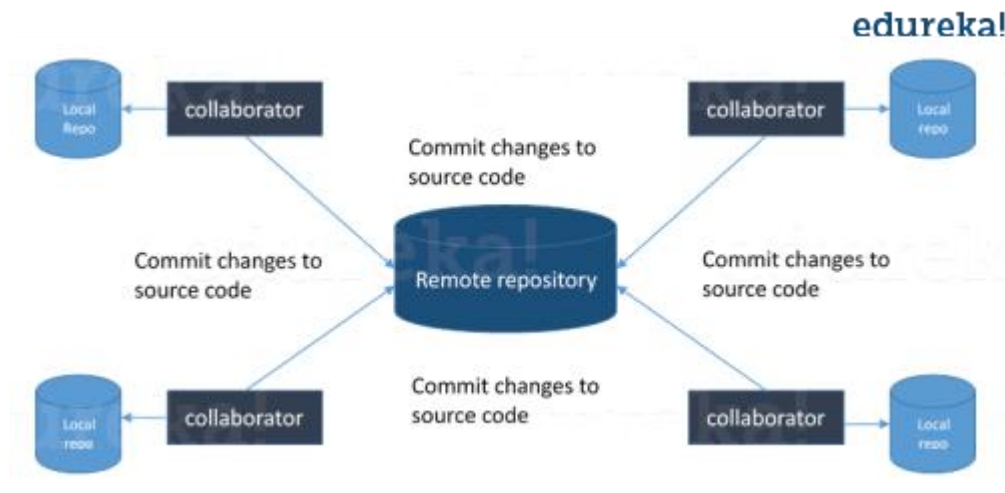 edureka!
Local
Repo
collaborator
collaborator
Local
repo
Commit changes to
source code
Commit changes to
source code
Remote repository
Commit changes to
source code
Local
repo
collaborator
Commit changes to
source code
collaborator
Local
repo